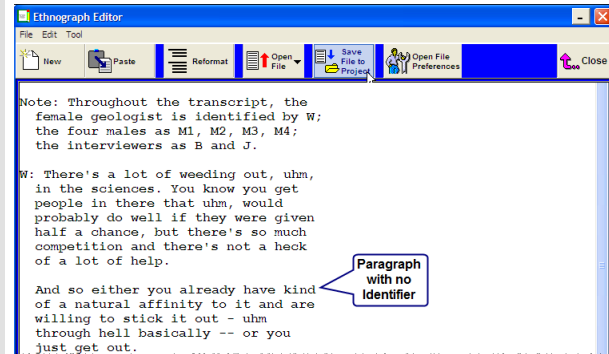 Ethnograph Editor
File Edit Tool
New Paste Reformat Open File Save File to Project Open File Preferences Close
Note: Throughout the transcript, the
female geologist is identified by W;
the four males as M1, M2, M3, M4;
the interviewers as B and J.
W: There's a lot of weeding out, uhm,
in the sciences. You know you get
people in there that uhm, would
probably do well if they were given
half a chance, but there's so much
competition and there's not a heck
of a lot of help.
And so either you already have kind
of a natural affinity to it and are
willing to stick it out - uhm
through hell basically -- or you
just get out.
Paragraph
with no
Identifier